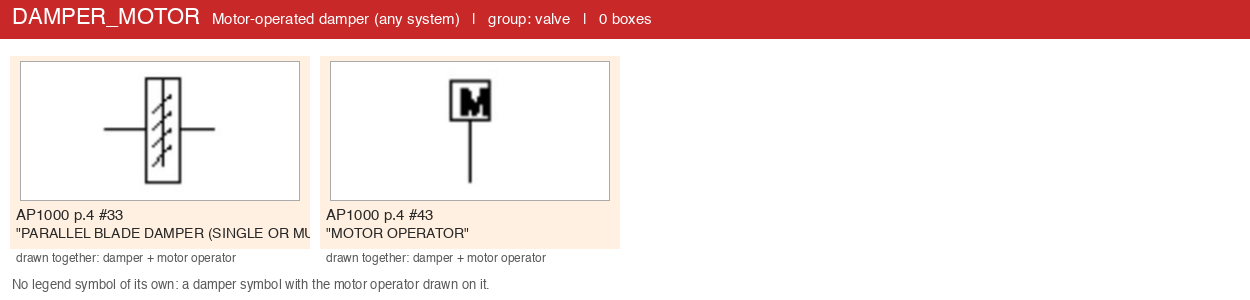 DAMPER_MOTOR Motor-operated damper (any system) | group: valve | 0 boxes
M
AP1000 p.4 #33
"PARALLEL BLADE DAMPER (SINGLE OR MU
drawn together: damper + motor operator
AP1000 p.4 #43
"MOTOR OPERATOR"
drawn together: damper + motor operator
No legend symbol of its own: a damper symbol with the motor operator drawn on it.